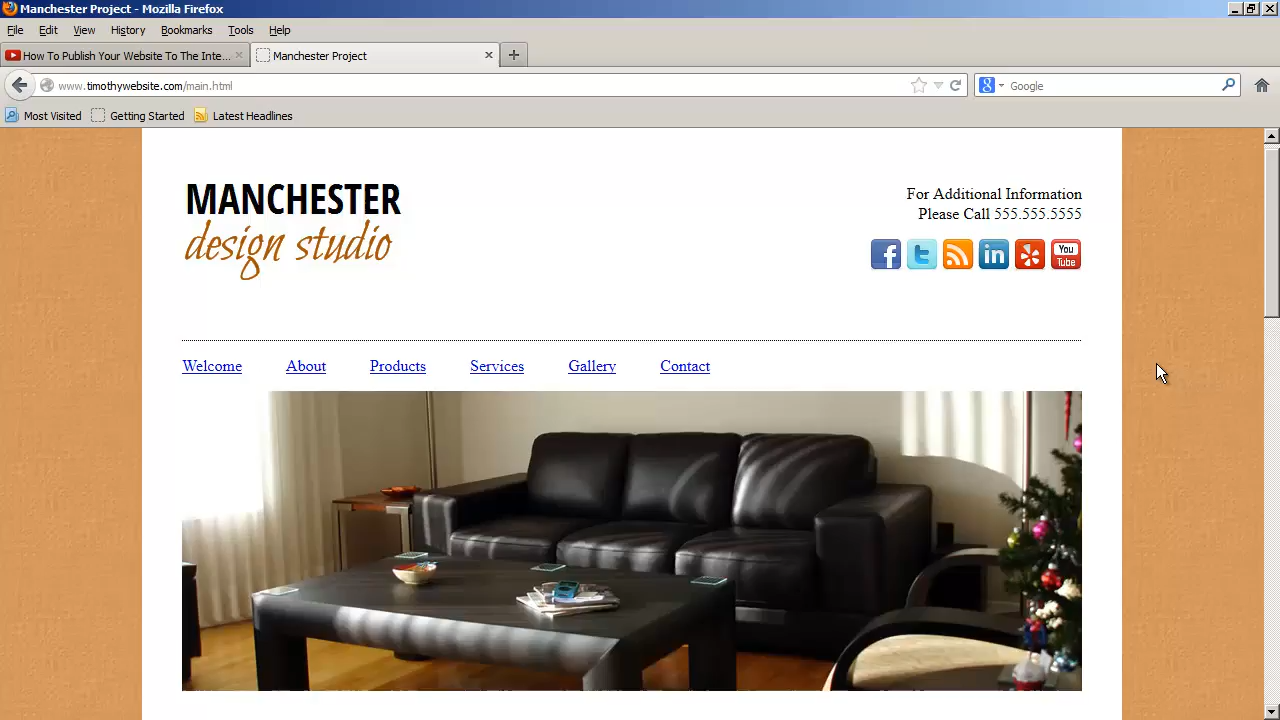 Manchester Project - Mozilla Firefox
File Edit View History Bookmarks Tools Help
How To Publish Your Website To The Inte...
Manchester Project
www.timothywebsite.com/main.html
Google
Most Visited Getting Started Latest Headlines
MANCHESTER
design studio
For Additional Information
Please Call 555.555.5555
You
Tube
Welcome About Products Services Gallery Contact